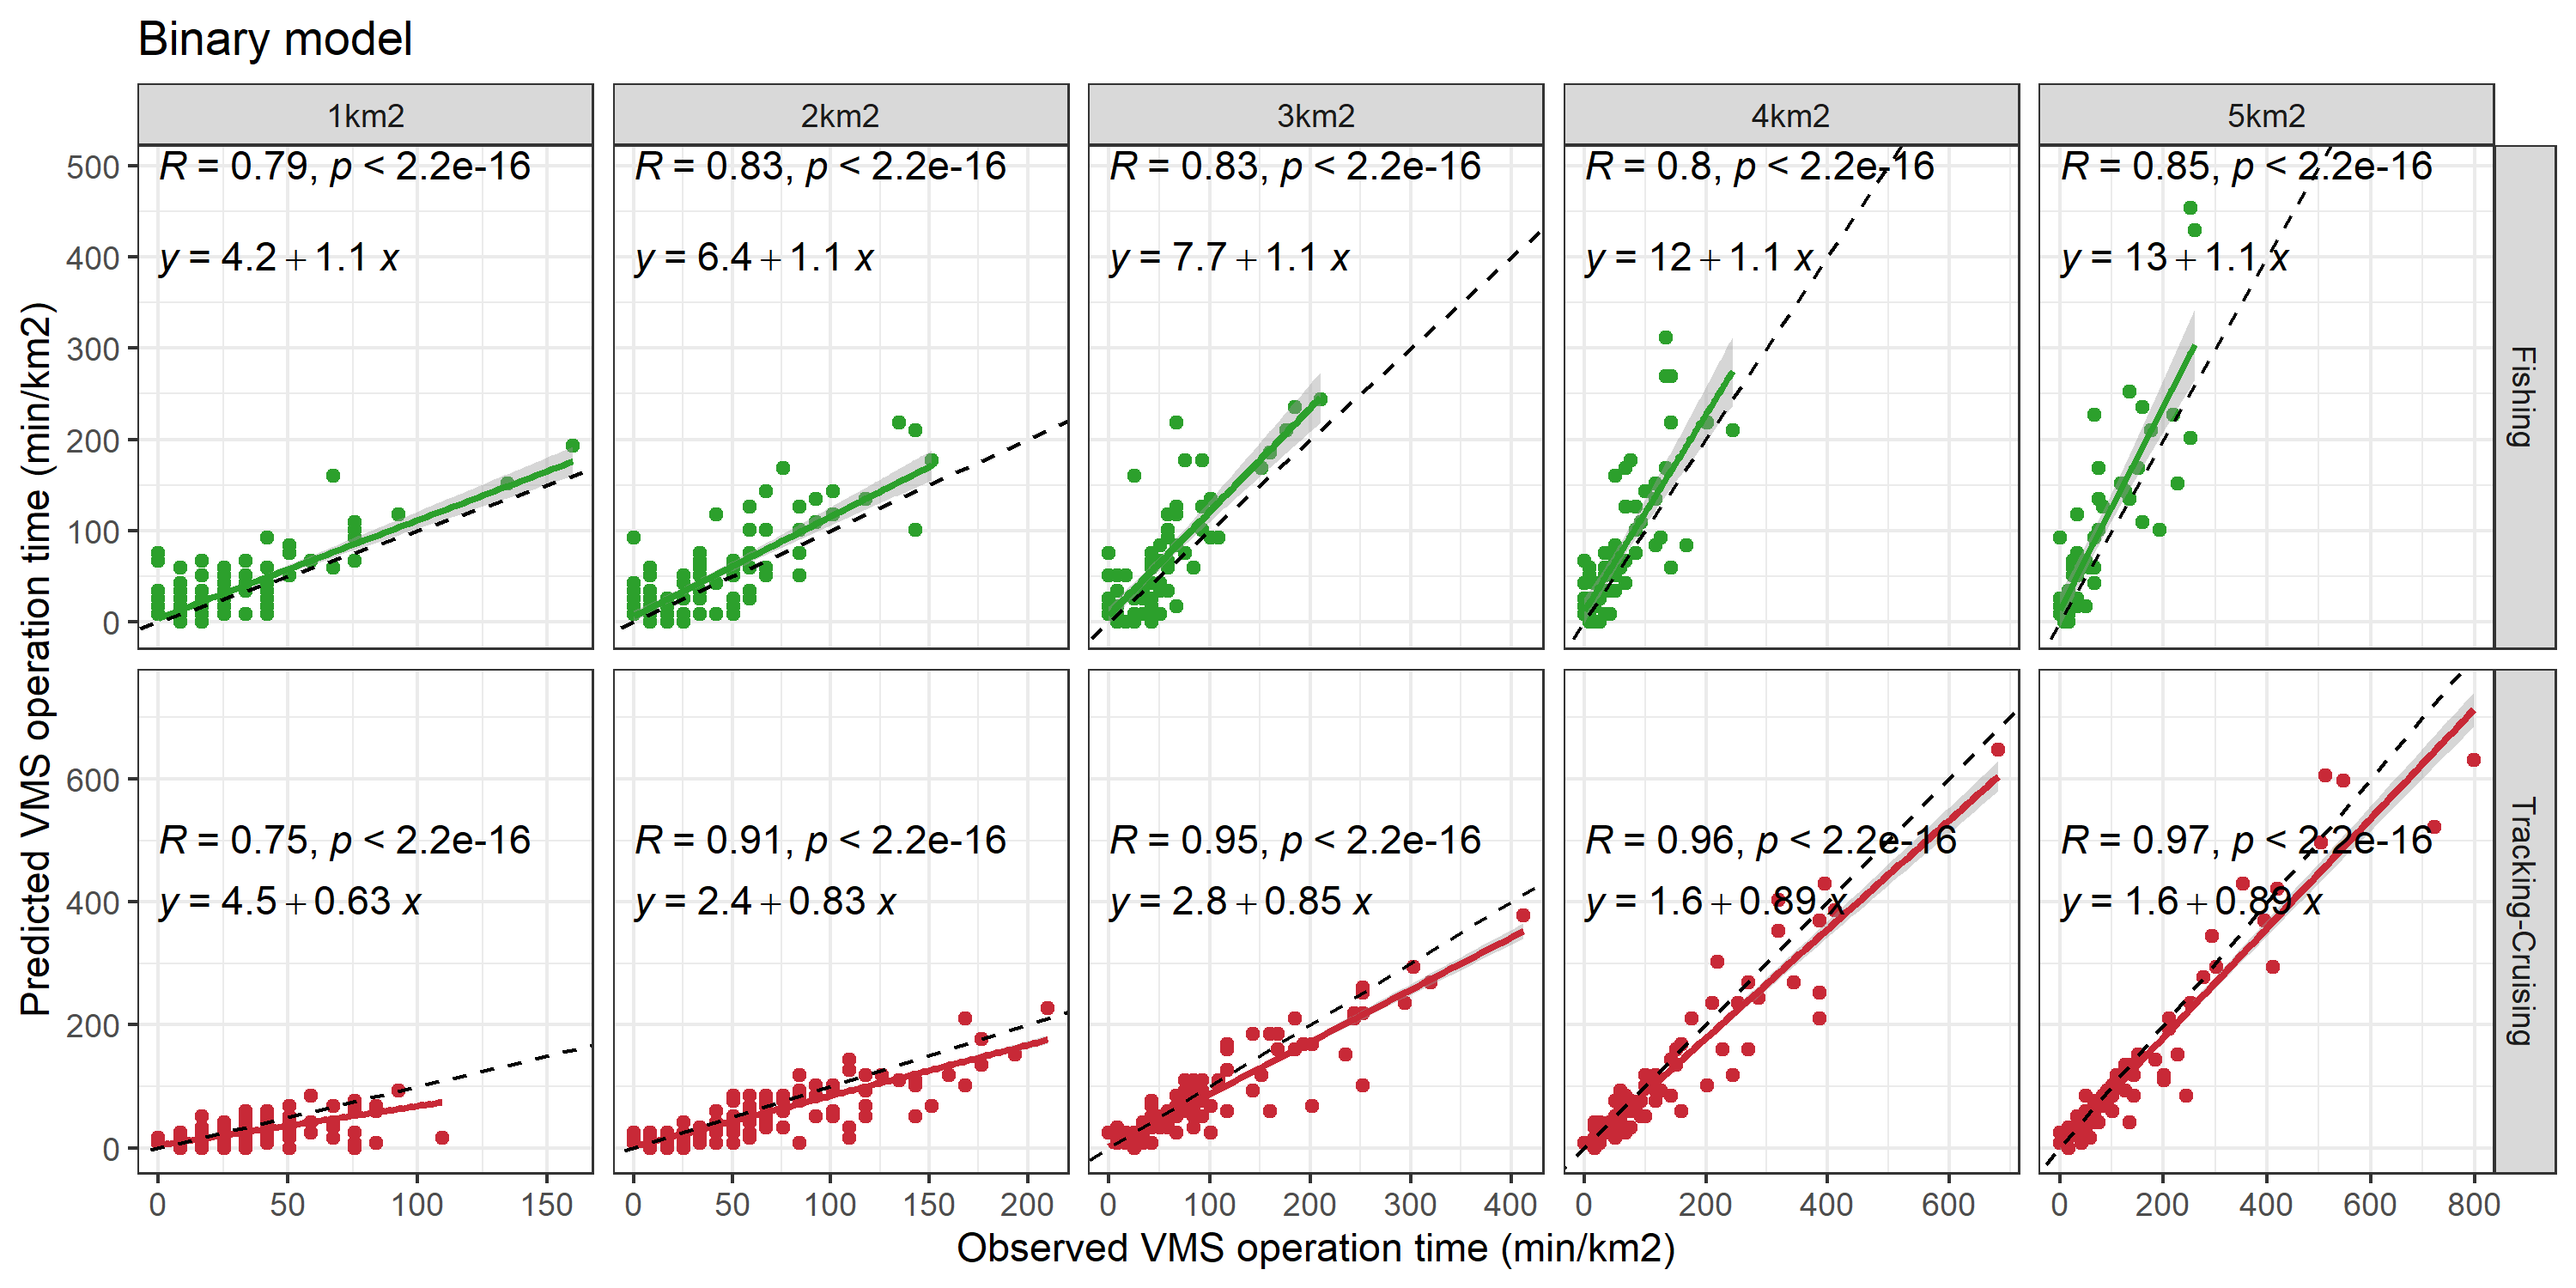 Binary model
1km2 2km2 3km2 4km2 5km2
R = 0.79, p < 2.2e-16 R = 0.83, p < 2.2e-16 R = 0.83, p < 2.2e-16 R = 0.8, p < 2.2e-16 R = 0.85, p < 2.2e-16
y = 4.2 + 1.1 x y = 6.4 + 1.1 x y = 7.7 + 1.1 x y = 12 + 1.1 x y = 13 + 1.1 x
500
400
300
200
100
0
Fishing
R = 0.75, p < 2.2e-16 R = 0.91, p < 2.2e-16 R = 0.95, p < 2.2e-16 R = 0.96, p < 2.2e-16 R = 0.97, p < 2.2e-16
y = 4.5 + 0.63 x y = 2.4 + 0.83 x y = 2.8 + 0.85 x y = 1.6 + 0.89 x y = 1.6 + 0.89 x
600
400
200
0
Tracking-Cruising
Predicted VMS operation time (min/km2)
0 50 100 150 0 50 100 150 200 0 100 200 300 400 0 200 400 600 0 200 400 600 800
Observed VMS operation time (min/km2)